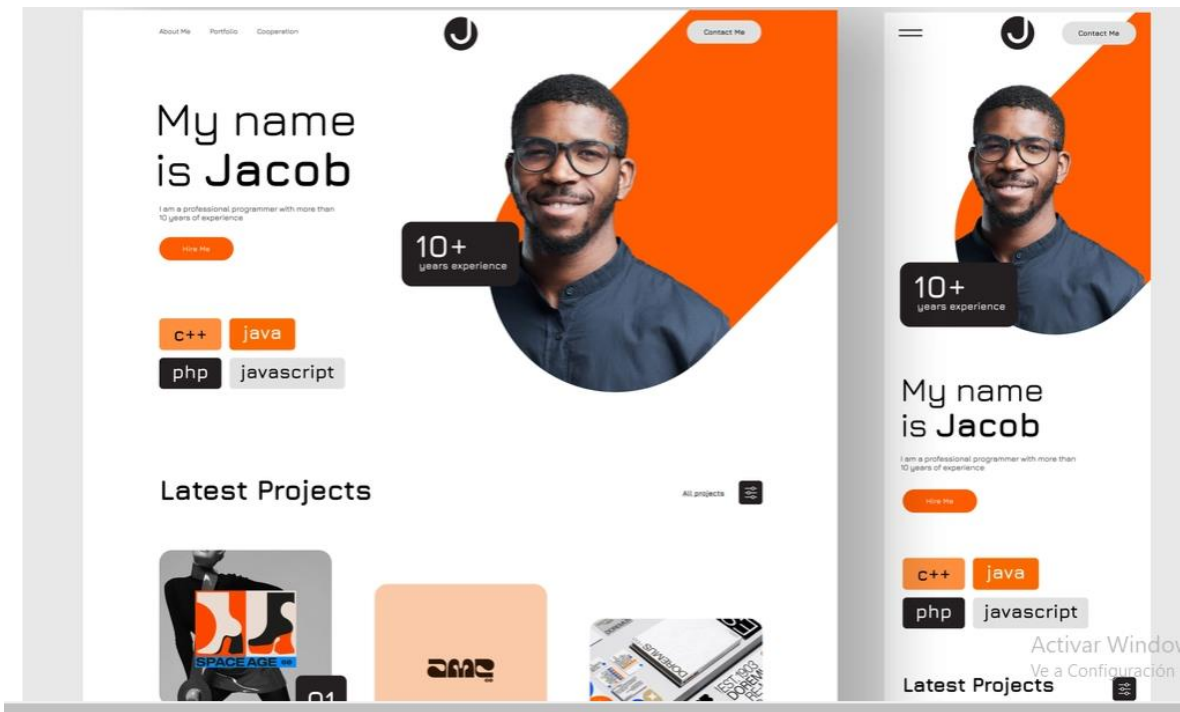 About Me Portfolio Cooperation
J
Contact Me
My name
is Jacob
I am a professional programmer with more than
10 years of experience
Hire Me
10+
years experience
c++ java
php javascript
Latest Projects
All projects
SPACE AGE
01
DOREMUS
J
Contact Me
10+
years experience
My name
is Jacob
I am a professional programmer with more than
10 years of experience
Hire Me
c++ java
php javascript
Activar Window
Ve a Configuración
Latest Projects